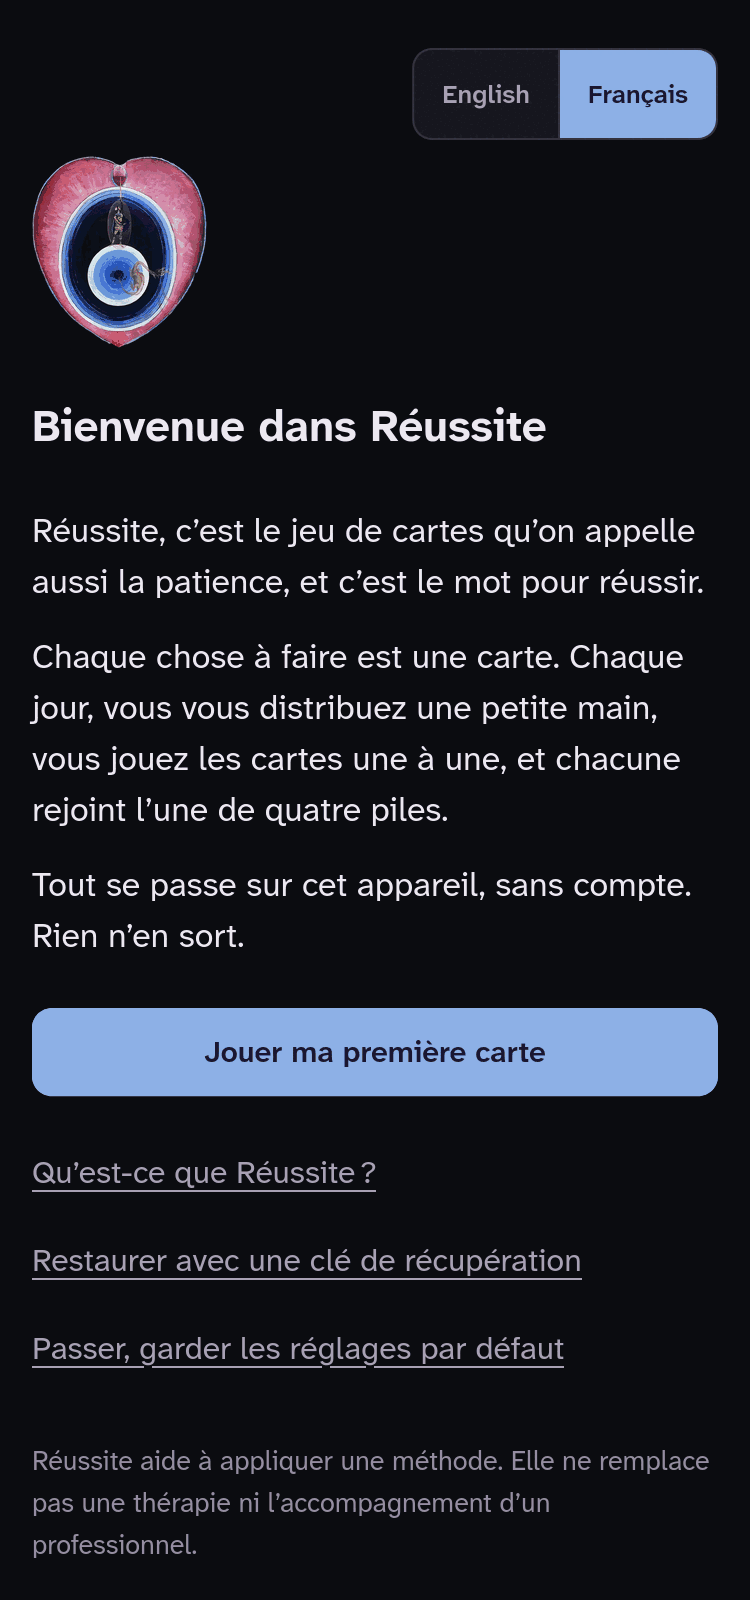 English
Français
Bienvenue dans Réussite
Réussite, c’est le jeu de cartes qu’on appelle
aussi la patience, et c’est le mot pour réussir.
Chaque chose à faire est une carte. Chaque
jour, vous vous distribuez une petite main,
vous jouez les cartes une à une, et chacune
rejoint l’une de quatre piles.
Tout se passe sur cet appareil, sans compte.
Rien n’en sort.
Jouer ma première carte
Qu’est-ce que Réussite ?
Restaurer avec une clé de récupération
Passer, garder les réglages par défaut
Réussite aide à appliquer une méthode. Elle ne remplace
pas une thérapie ni l’accompagnement d’un
professionnel.